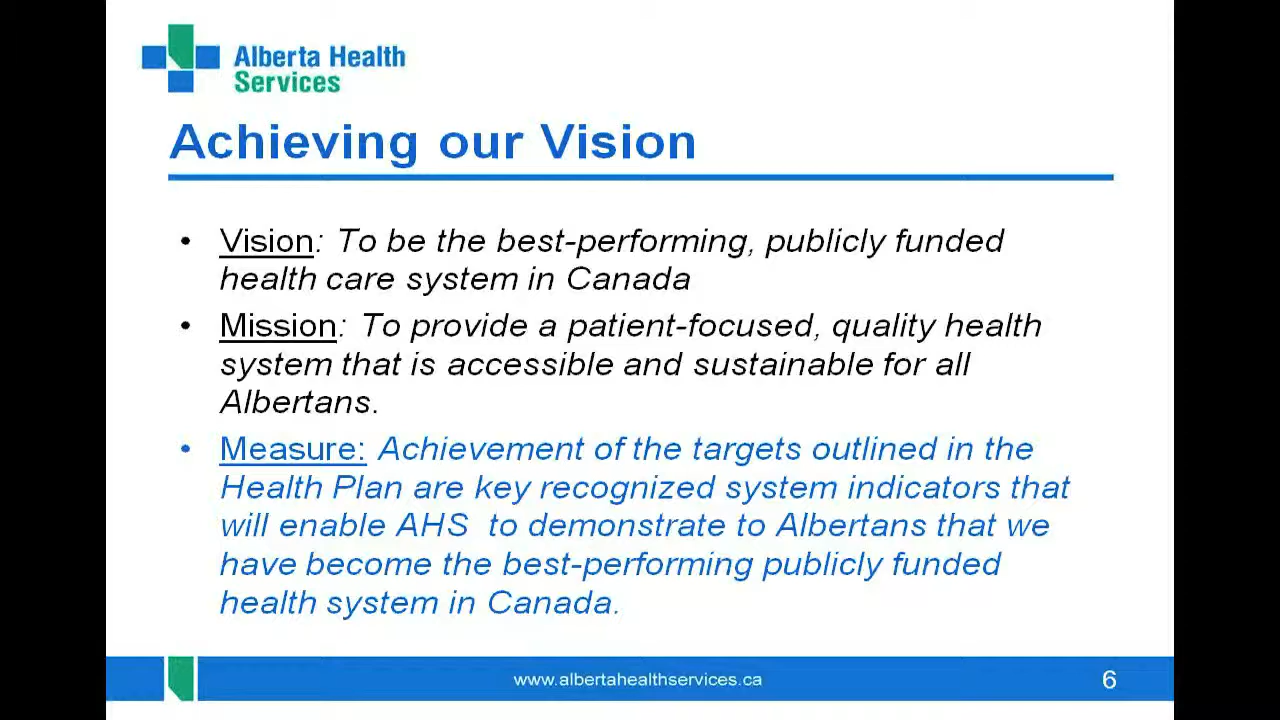 Alberta Health
Services
Achieving our Vision
• Vision: To be the best-performing, publicly funded
health care system in Canada
• Mission: To provide a patient-focused, quality health
system that is accessible and sustainable for all
Albertans.
• Measure: Achievement of the targets outlined in the
Health Plan are key recognized system indicators that
will enable AHS to demonstrate to Albertans that we
have become the best-performing publicly funded
health system in Canada.
www.albertahealthservices.ca
6